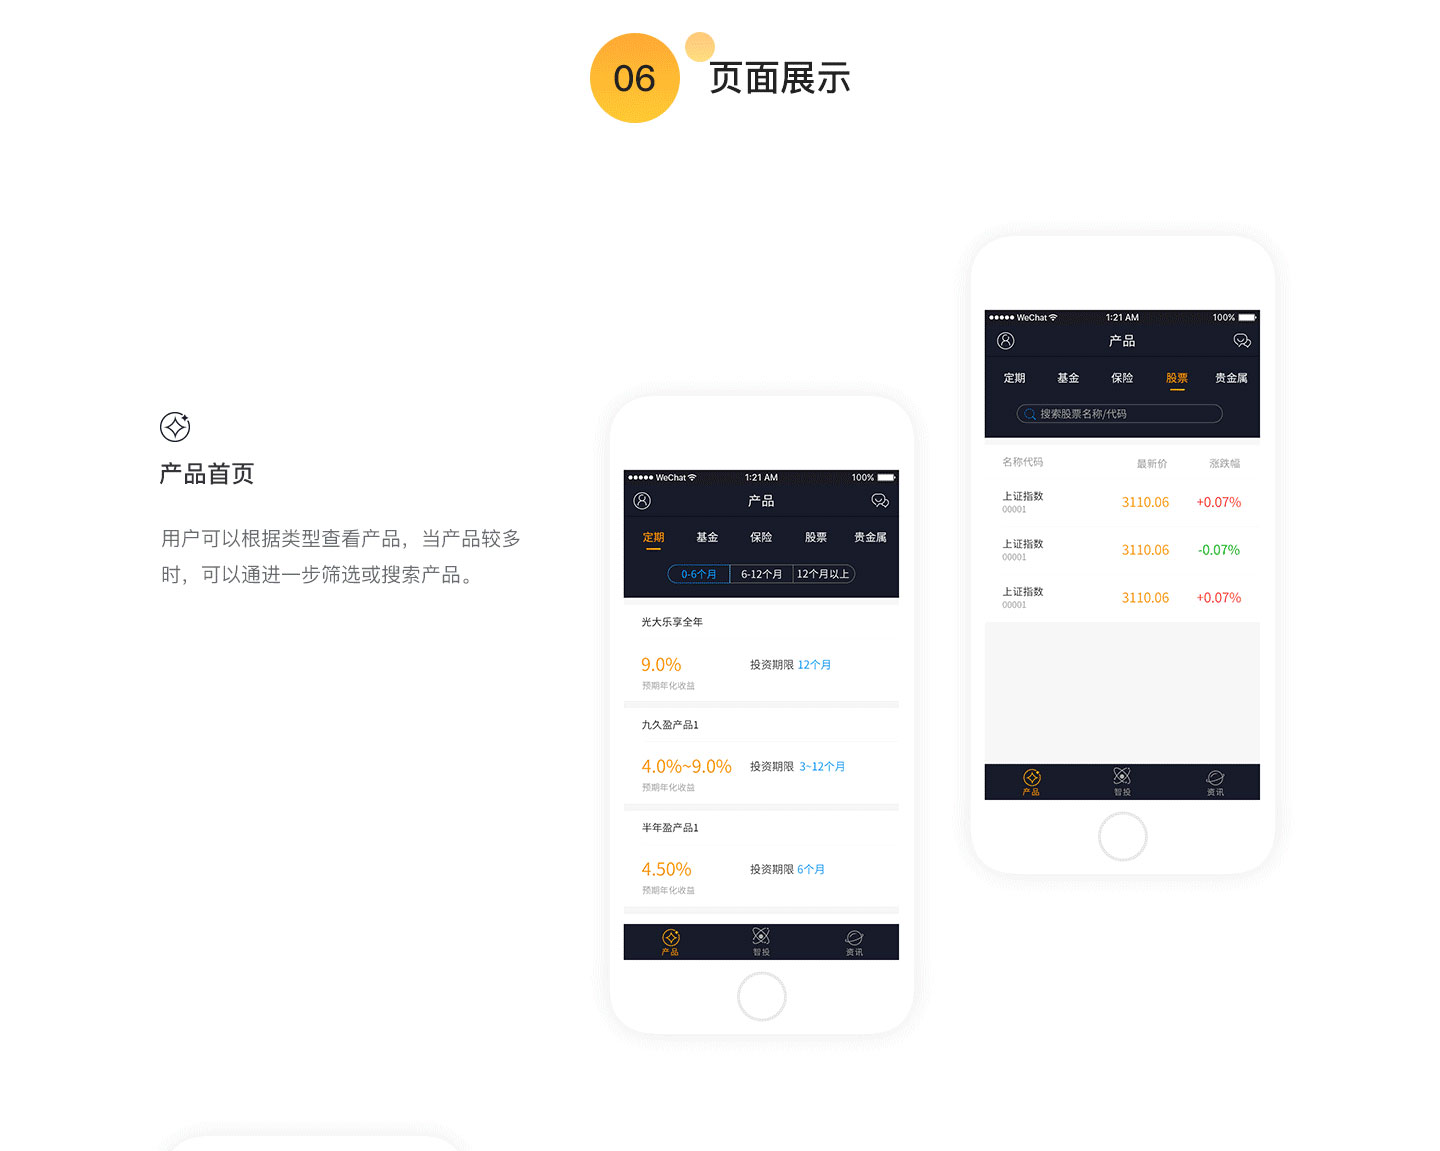 06
页面展示
产品首页
用户可以根据类型查看产品，当产品较多
时，可以通进一步筛选或搜索产品。
WeChat 1:21 AM 100%
产品
定期 基金 保险 股票 贵金属
0-6个月 6-12个月 12个月以上
光大乐享全年
9.0% 投资期限 12个月
预期年化收益
九久盈产品1
4.0%~9.0% 投资期限 3~12个月
预期年化收益
半年盈产品1
4.50% 投资期限 6个月
预期年化收益
产品 智投 资讯
WeChat 1:21 AM 100%
产品
定期 基金 保险 股票 贵金属
搜索股票名称/代码
名称代码 最新价 涨跌幅
上证指数 3110.06 +0.07%
00001
上证指数 3110.06 -0.07%
00001
上证指数 3110.06 +0.07%
00001
产品 智投 资讯